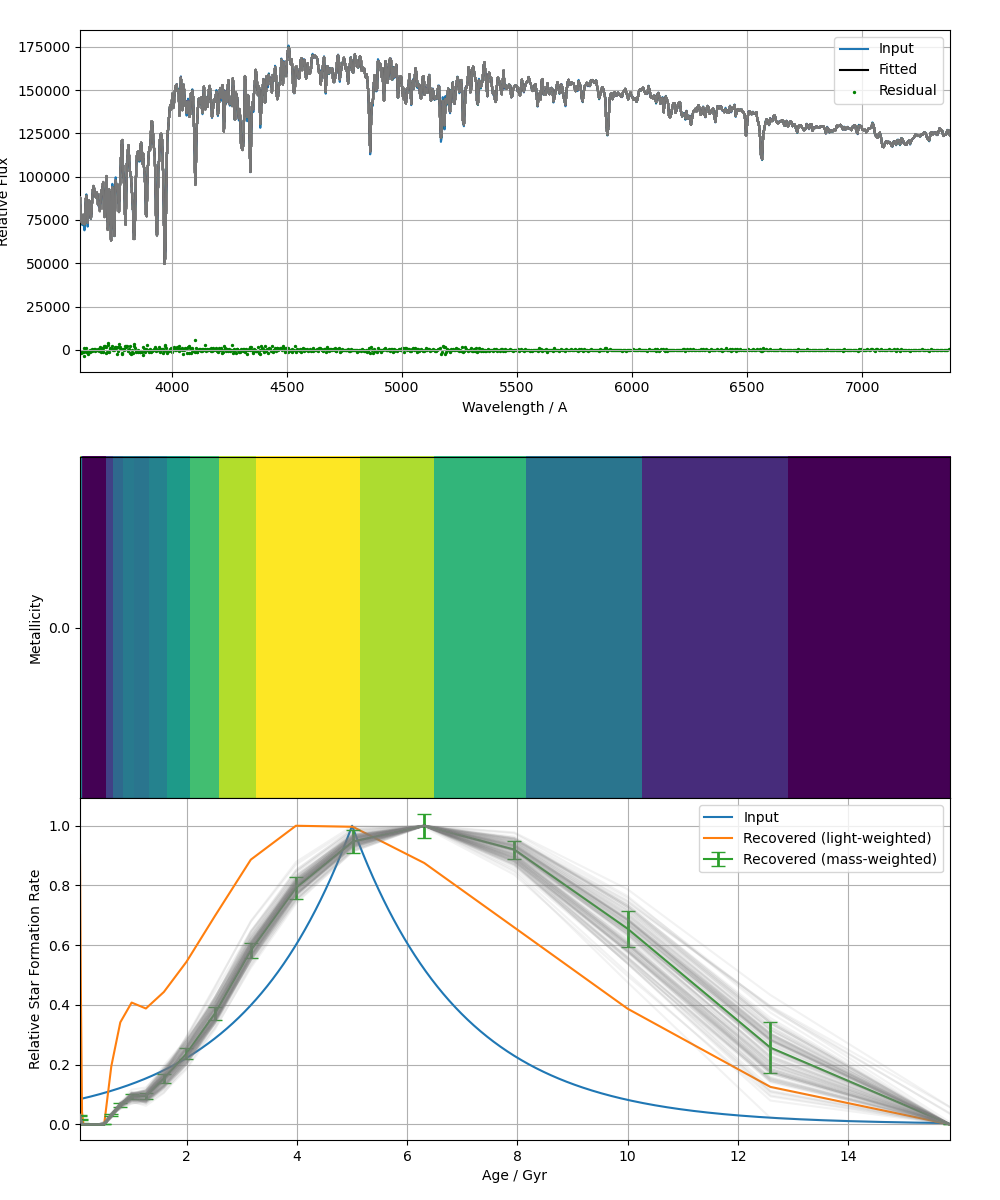 175000
150000
125000
100000
75000
50000
25000
0
Relative Flux
Input
Fitted
Residual
4000 4500 5000 5500 6000 6500 7000
Wavelength / A
Metallicity
0.0
1.0
0.8
0.6
0.4
0.2
0.0
Relative Star Formation Rate
Input
Recovered (light-weighted)
Recovered (mass-weighted)
2 4 6 8 10 12 14
Age / Gyr